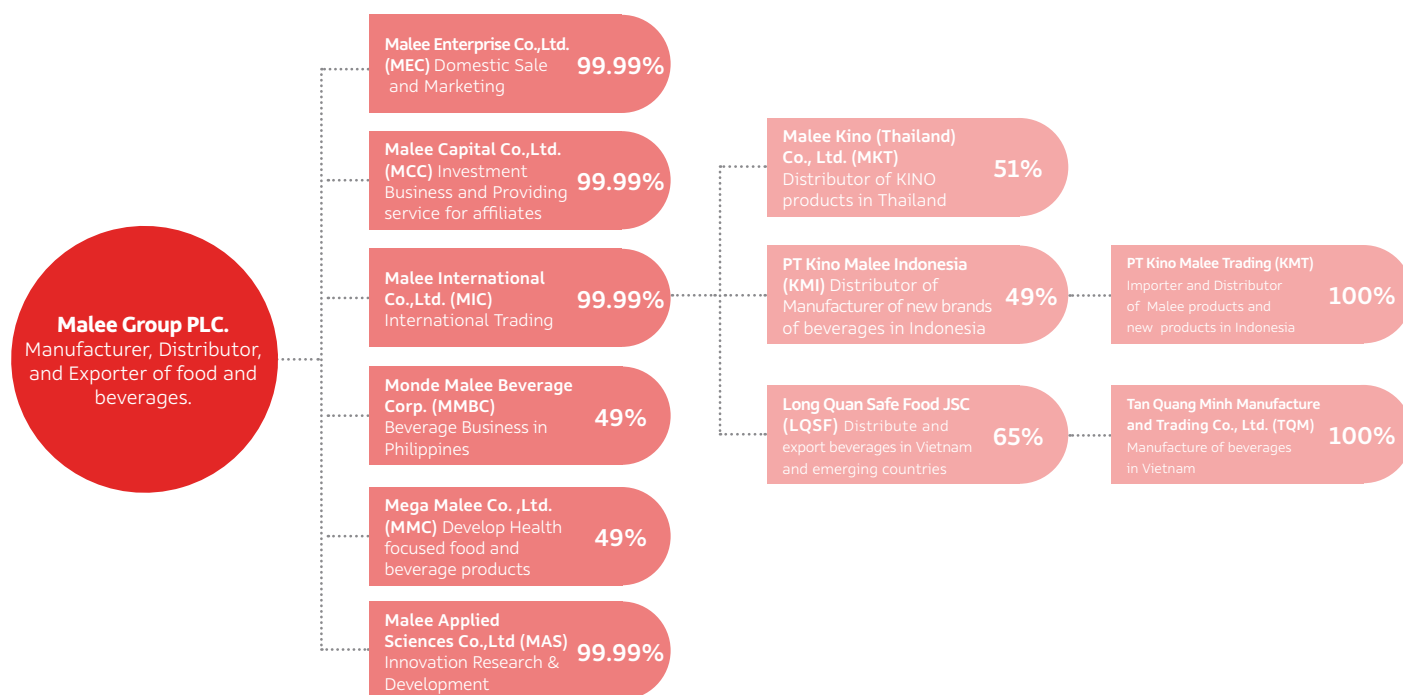 Malee Group PLC.
Manufacturer, Distributor,
and Exporter of food and
beverages.
Malee Enterprise Co.,Ltd.
(MEC) Domestic Sale
and Marketing
99.99%
Malee Capital Co.,Ltd.
(MCC) Investment
Business and Providing
service for affiliates
99.99%
Malee International
Co.,Ltd. (MIC)
International Trading
99.99%
Monde Malee Beverage
Corp. (MMBC)
Beverage Business in
Philippines
49%
Mega Malee Co. ,Ltd.
(MMC) Develop Health
focused food and
beverage products
49%
Malee Applied
Sciences Co.,Ltd (MAS)
Innovation Research &
Development
99.99%
Malee Kino (Thailand)
Co., Ltd. (MKT)
Distributor of KINO
products in Thailand
51%
PT Kino Malee Indonesia
(KMI) Distributor of
Manufacturer of new brands
of beverages in Indonesia
49%
Long Quan Safe Food JSC
(LQSF) Distribute and
export beverages in Vietnam
and emerging countries
65%
PT Kino Malee Trading (KMT)
Importer and Distributor
of Malee products and
new products in Indonesia
100%
Tan Quang Minh Manufacture
and Trading Co., Ltd. (TQM)
Manufacture of beverages
in Vietnam
100%